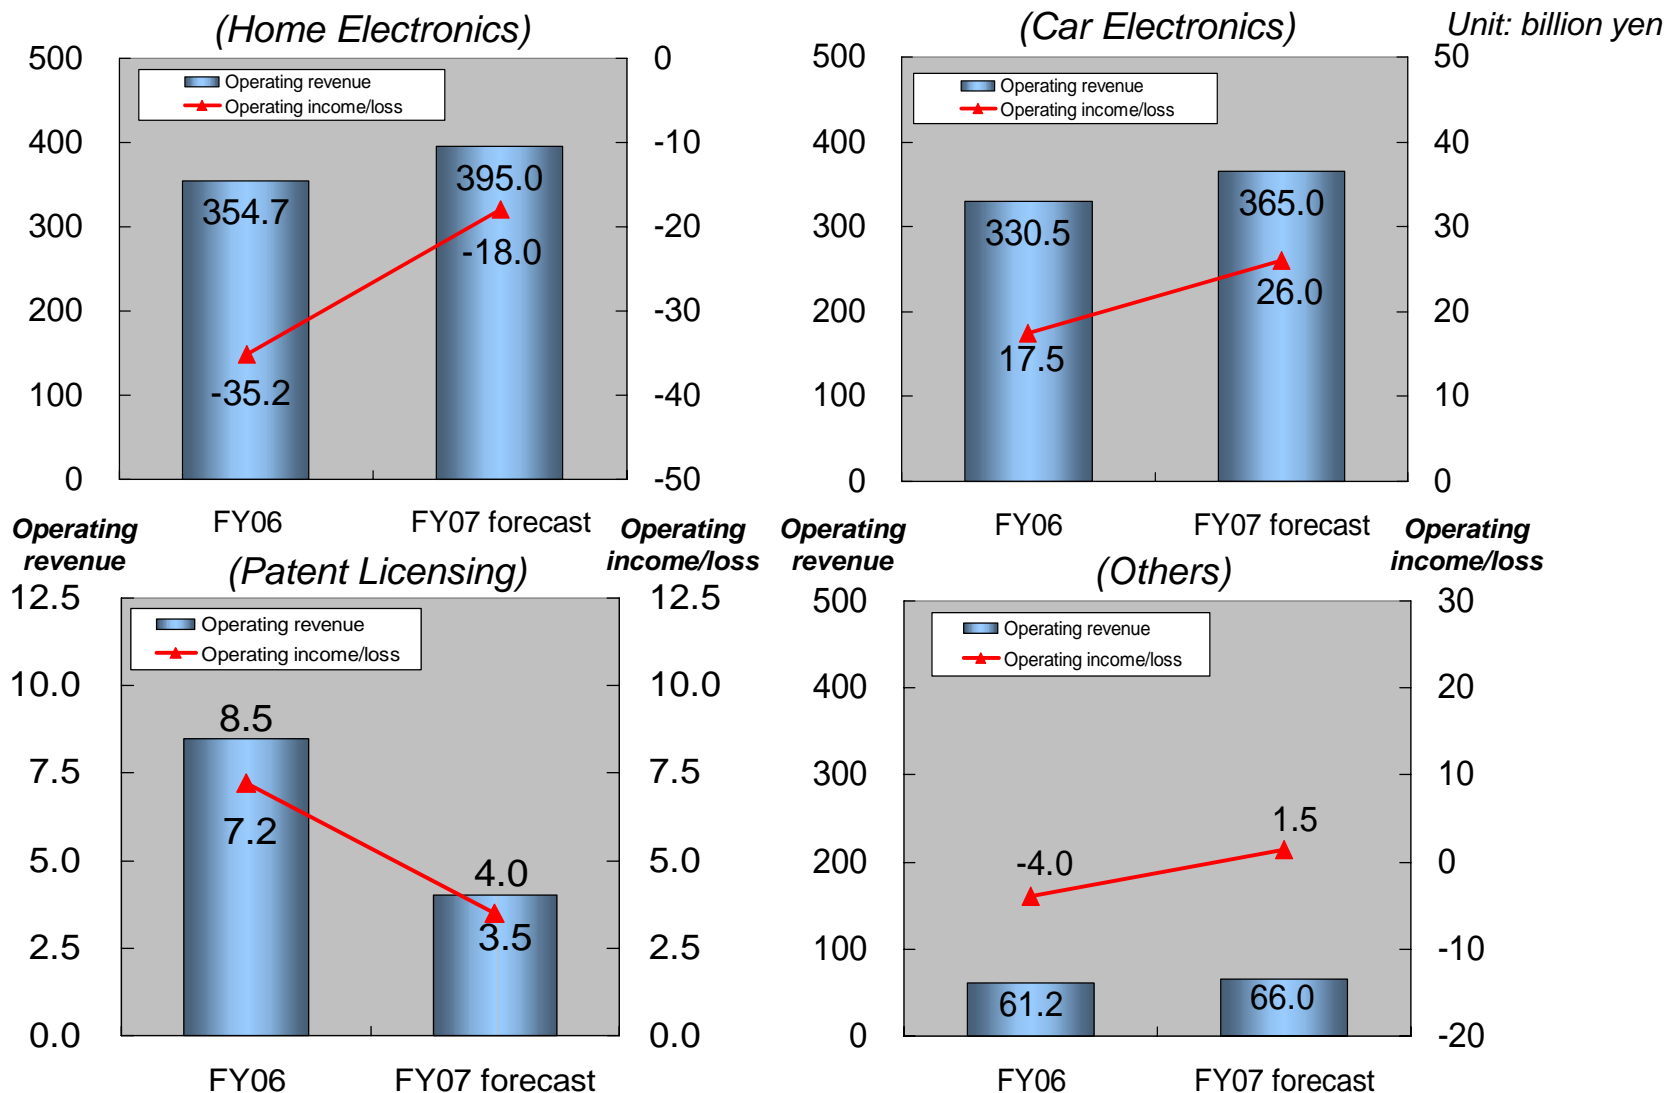 (Home Electronics)
500
400
300
200
100
0
Operating revenue
Operating income/loss
354.7
395.0
-35.2
-18.0
0
-10
-20
-30
-40
-50
FY06
FY07 forecast
Operating
revenue
Operating
income/loss
(Car Electronics)
Unit: billion yen
500
400
300
200
100
0
Operating revenue
Operating income/loss
330.5
365.0
17.5
26.0
50
40
30
20
10
0
FY06
FY07 forecast
Operating
revenue
Operating
income/loss
(Patent Licensing)
12.5
10.0
7.5
5.0
2.5
0.0
Operating revenue
Operating income/loss
8.5
7.2
4.0
3.5
12.5
10.0
7.5
5.0
2.5
0.0
FY06
FY07 forecast
(Others)
500
400
300
200
100
0
Operating revenue
Operating income/loss
-4.0
1.5
61.2
66.0
30
20
10
0
-10
-20
FY06
FY07 forecast